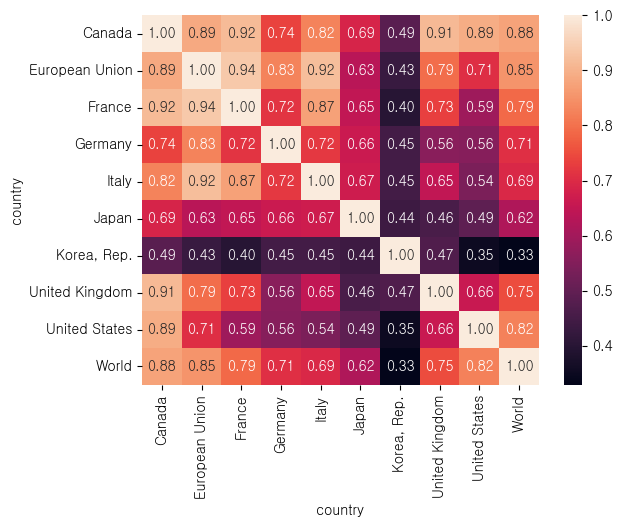 Canada 1.00 0.89 0.92 0.74 0.82 0.69 0.49 0.91 0.89 0.88
European Union 0.89 1.00 0.94 0.83 0.92 0.63 0.43 0.79 0.71 0.85
France 0.92 0.94 1.00 0.72 0.87 0.65 0.40 0.73 0.59 0.79
Germany 0.74 0.83 0.72 1.00 0.72 0.66 0.45 0.56 0.56 0.71
Italy 0.82 0.92 0.87 0.72 1.00 0.67 0.45 0.65 0.54 0.69
Japan 0.69 0.63 0.65 0.66 0.67 1.00 0.44 0.46 0.49 0.62
Korea, Rep. 0.49 0.43 0.40 0.45 0.45 0.44 1.00 0.47 0.35 0.33
United Kingdom 0.91 0.79 0.73 0.56 0.65 0.46 0.47 1.00 0.66 0.75
United States 0.89 0.71 0.59 0.56 0.54 0.49 0.35 0.66 1.00 0.82
World 0.88 0.85 0.79 0.71 0.69 0.62 0.33 0.75 0.82 1.00
country
Canada
European Union
France
Germany
Italy
Japan
Korea, Rep.
United Kingdom
United States
World
country
1.0
0.9
0.8
0.7
0.6
0.5
0.4